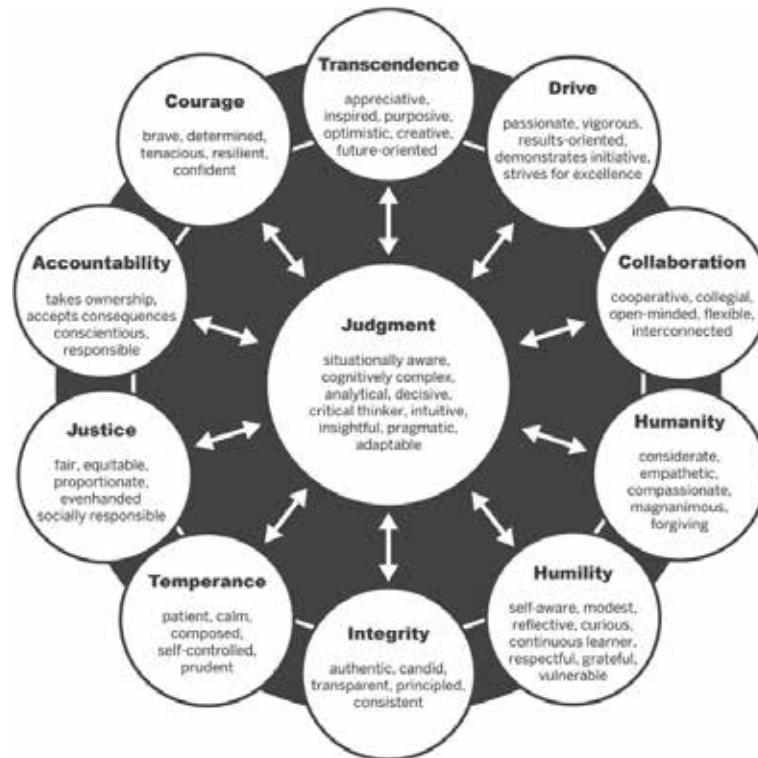 Transcendence
appreciative,
inspired, purposive,
optimistic, creative,
future-oriented
Drive
passionate, vigorous,
results-oriented,
demonstrates initiative,
strives for excellence
Collaboration
cooperative, collegial,
open-minded, flexible,
interconnected
Humanity
considerate,
empathetic,
compassionate,
magnanimous,
forgiving
Humility
self-aware, modest,
reflective, curious,
continuous learner,
respectful, grateful,
vulnerable
Integrity
authentic, candid,
transparent, principled,
consistent
Temperance
patient, calm,
composed,
self-controlled,
prudent
Justice
fair, equitable,
proportionate,
evenhanded
socially responsible
Accountability
takes ownership,
accepts consequences
conscientious,
responsible
Courage
brave, determined,
tenacious, resilient,
confident
Judgment
situationally aware,
cognitively complex,
analytical, decisive,
critical thinker, intuitive,
insightful, pragmatic,
adaptable